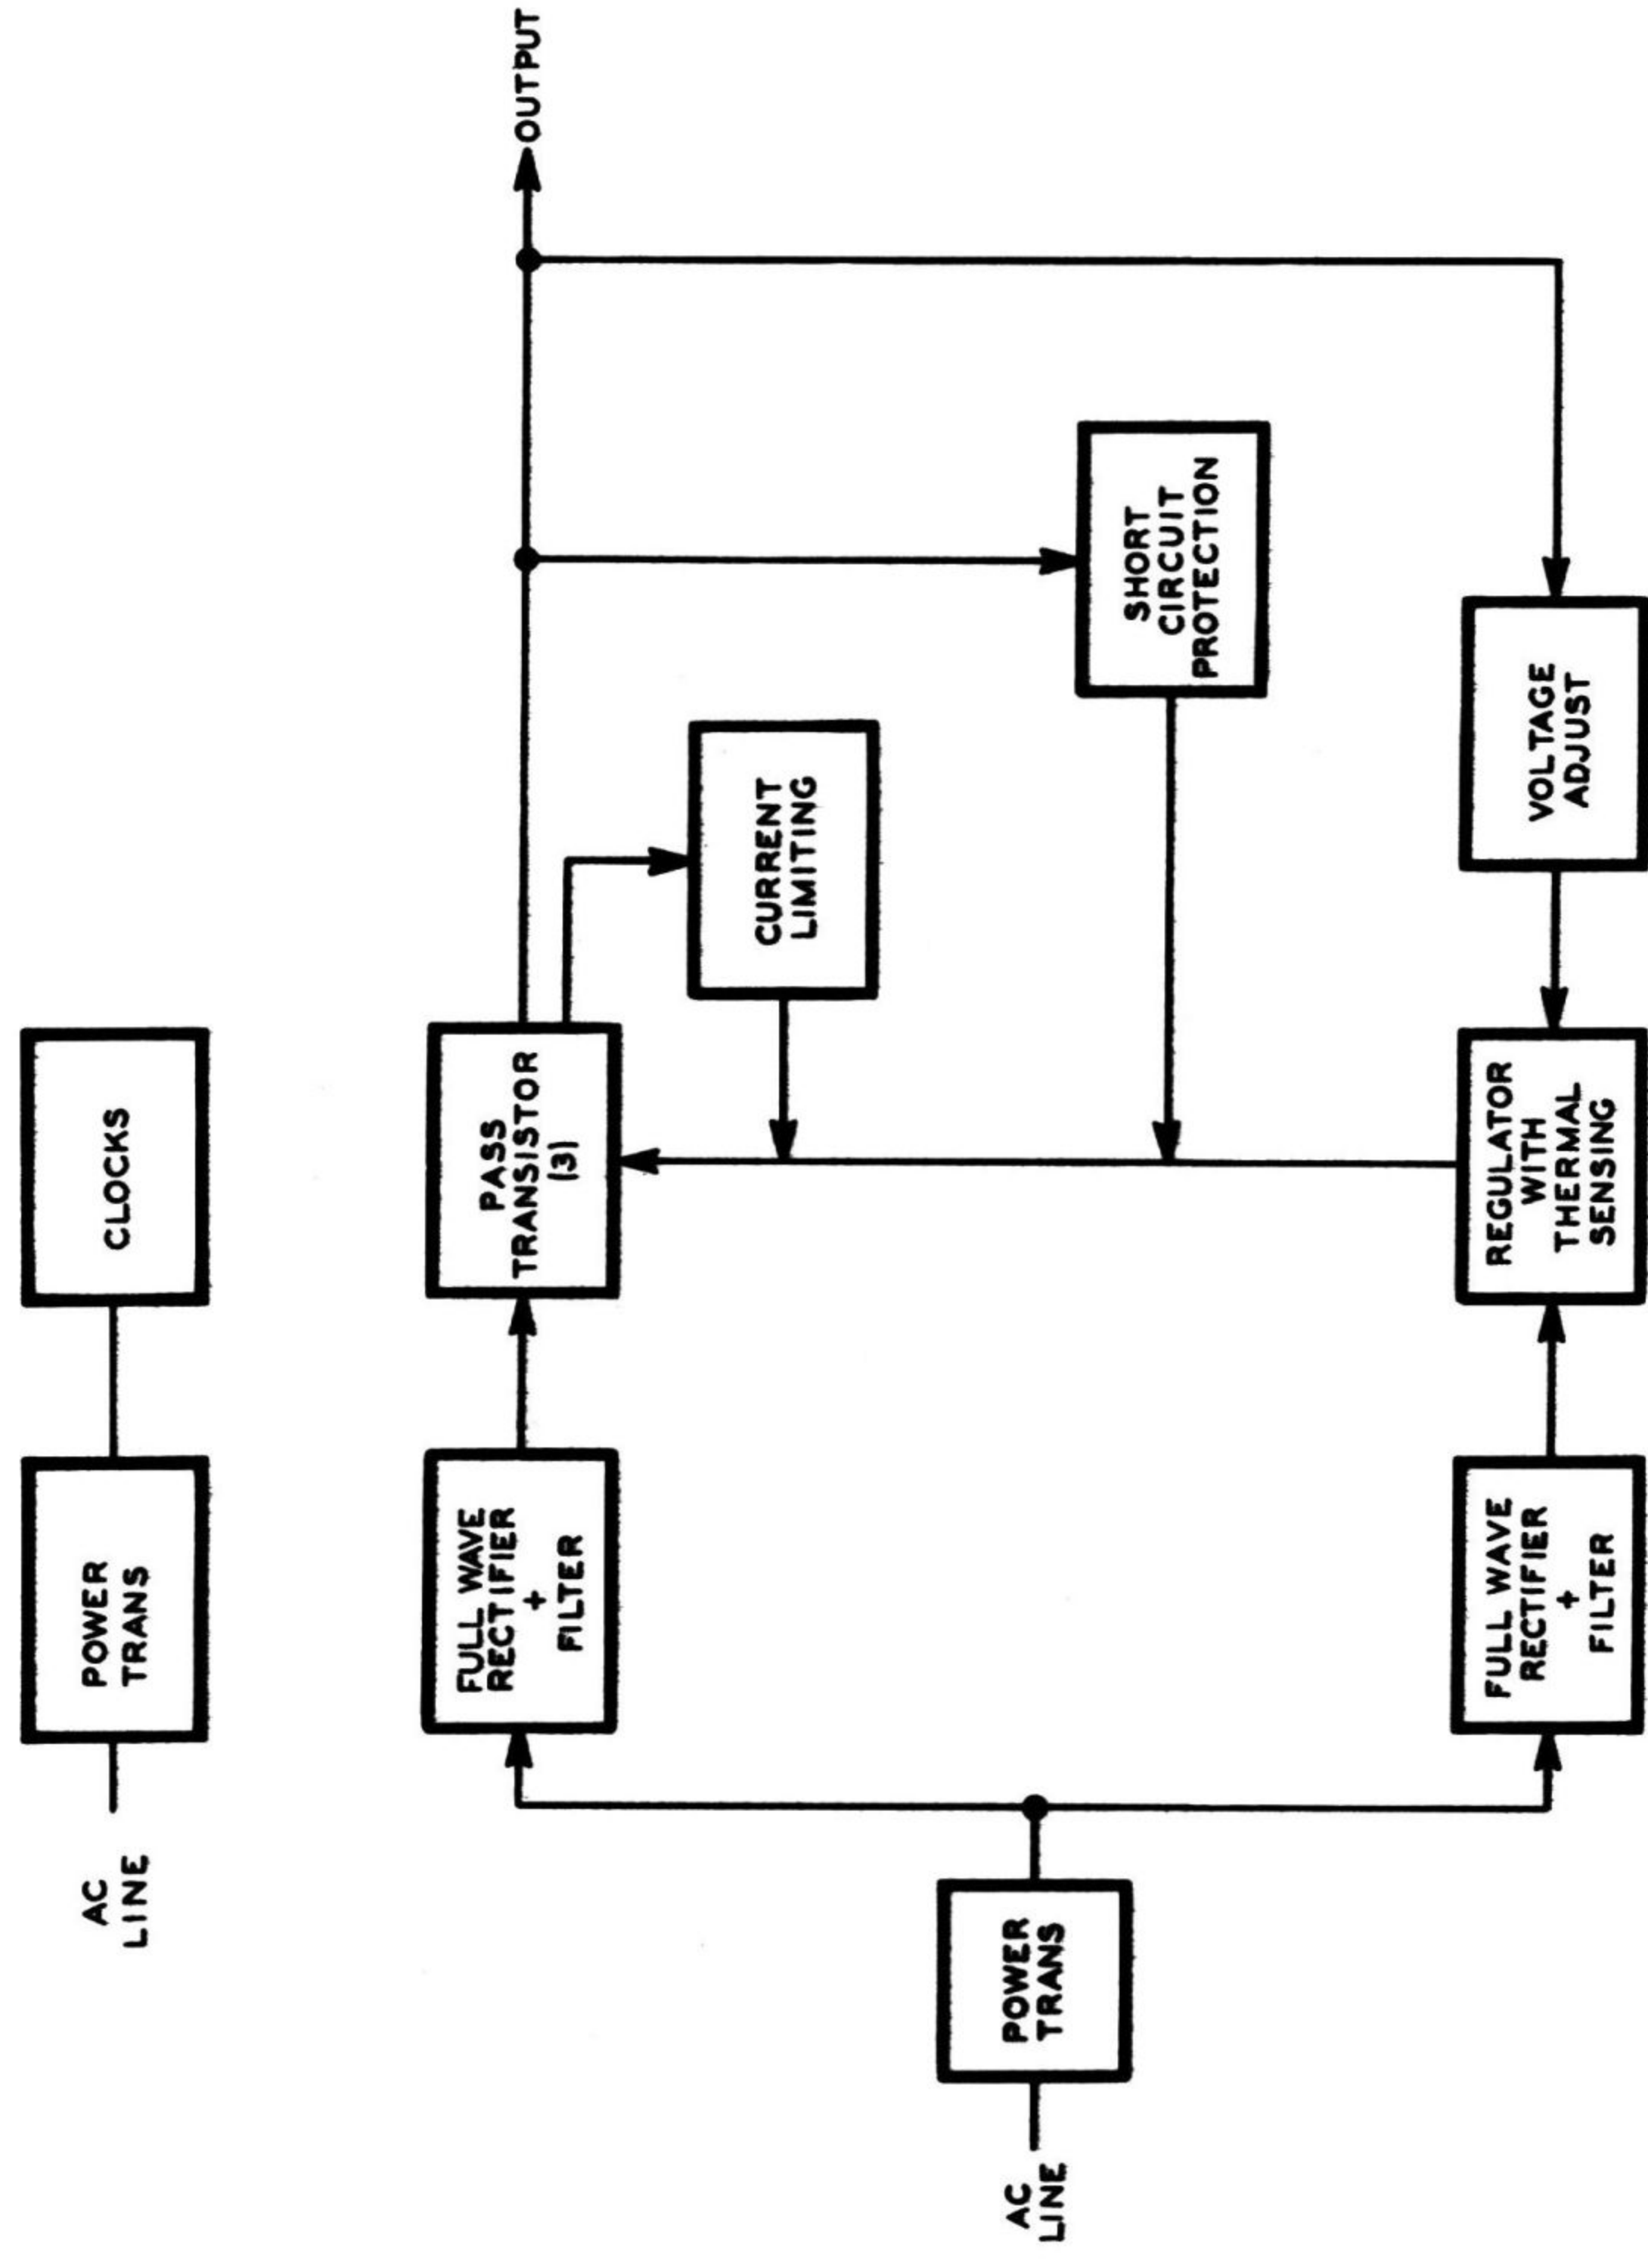 AC
LINE
POWER
TRANS
CLOCKS
FULL WAVE
RECTIFIER
+
FILTER
PASS
TRANSISTOR
(3)
OUTPUT
CURRENT
LIMITING
AC
LINE
POWER
TRANS
SHORT
CIRCUIT
PROTECTION
FULL WAVE
RECTIFIER
+
FILTER
REGULATOR
WITH
THERMAL
SENSING
VOLTAGE
ADJUST